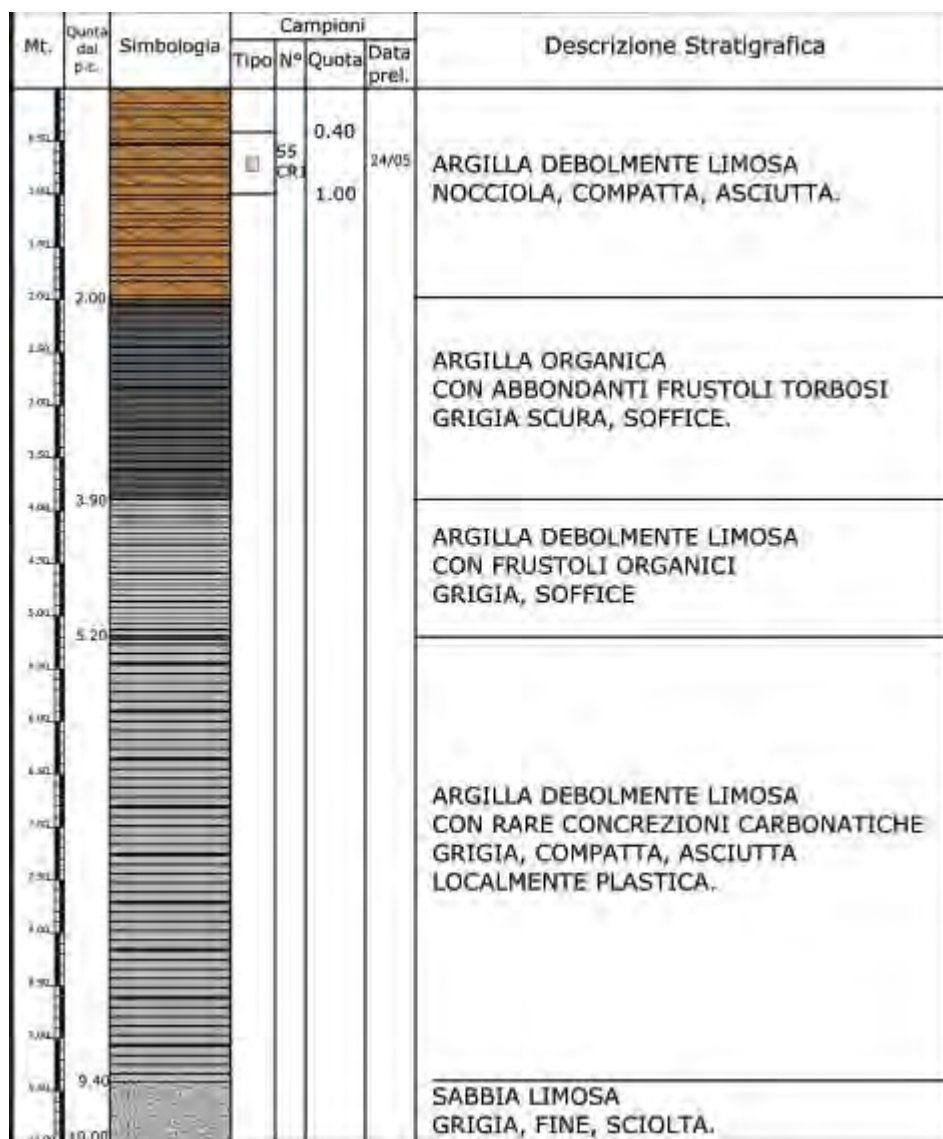 Mt.
Quota
dal
p.c.
Simbologia
Campioni
Tipo
N°
Quota
Data
prel.
Descrizione Stratigrafica
0.40
55
24/05
1.00
ARGILLA DEBOLMENTE LIMOSA
NOCCIOLA, COMPATTA, ASCIUTTA.
2.00
ARGILLA ORGANICA
CON ABBONDANTI FRUSTOLI TORBOSI
GRIGIA SCURA, SOFFICE.
3.90
ARGILLA DEBOLMENTE LIMOSA
CON FRUSTOLI ORGANICI
GRIGIA, SOFFICE
5.20
ARGILLA DEBOLMENTE LIMOSA
CON RARE CONCREZIONI CARBONATICHE
GRIGIA, COMPATTA, ASCIUTTA
LOCALMENTE PLASTICA.
9.40
SABBIA LIMOSA
GRIGIA, FINE, SCIOLTA.
10.00